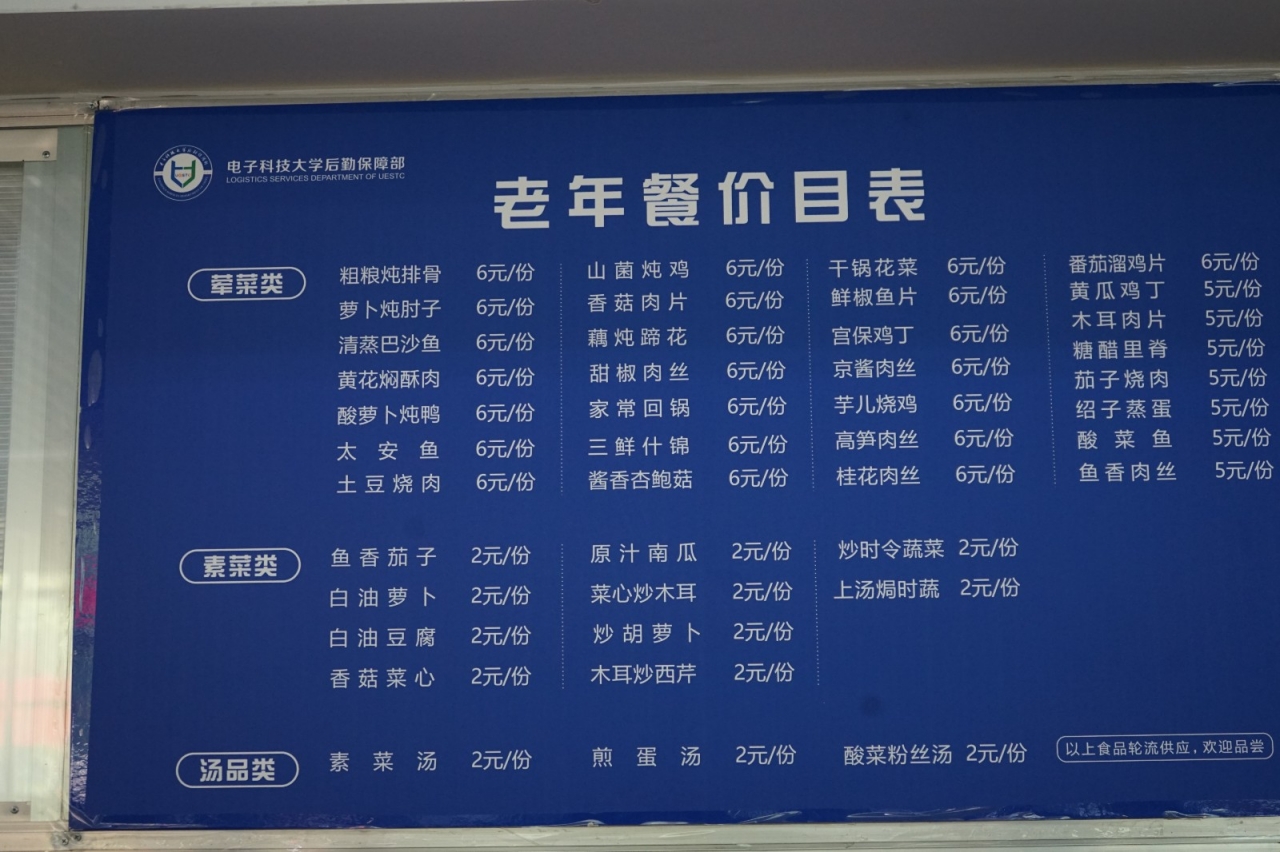 电子科技大学后勤保障部
LOGISTICS SERVICES DEPARTMENT OF UESTC
老年餐价目表
荤菜类
粗粮炖排骨 6元/份
萝卜炖肘子 6元/份
清蒸巴沙鱼 6元/份
黄花焖酥肉 6元/份
酸萝卜炖鸭 6元/份
太安鱼 6元/份
土豆烧肉 6元/份
山菌炖鸡 6元/份
香菇肉片 6元/份
藕炖蹄花 6元/份
甜椒肉丝 6元/份
家常回锅 6元/份
三鲜什锦 6元/份
酱香杏鲍菇 6元/份
干锅花菜 6元/份
鲜椒鱼片 6元/份
宫保鸡丁 6元/份
京酱肉丝 6元/份
芋儿烧鸡 6元/份
高笋肉丝 6元/份
桂花肉丝 6元/份
番茄溜鸡片 6元/份
黄瓜鸡丁 5元/份
木耳肉片 5元/份
糖醋里脊 5元/份
茄子烧肉 5元/份
绍子蒸蛋 5元/份
酸菜鱼 5元/份
鱼香肉丝 5元/份
素菜类
鱼香茄子 2元/份
白油萝卜 2元/份
白油豆腐 2元/份
香菇菜心 2元/份
原汁南瓜 2元/份
菜心炒木耳 2元/份
炒胡萝卜 2元/份
木耳炒西芹 2元/份
炒时令蔬菜 2元/份
上汤焗时蔬 2元/份
汤品类
素菜汤 2元/份
煎蛋汤 2元/份
酸菜粉丝汤 2元/份
以上食品轮流供应，欢迎品尝